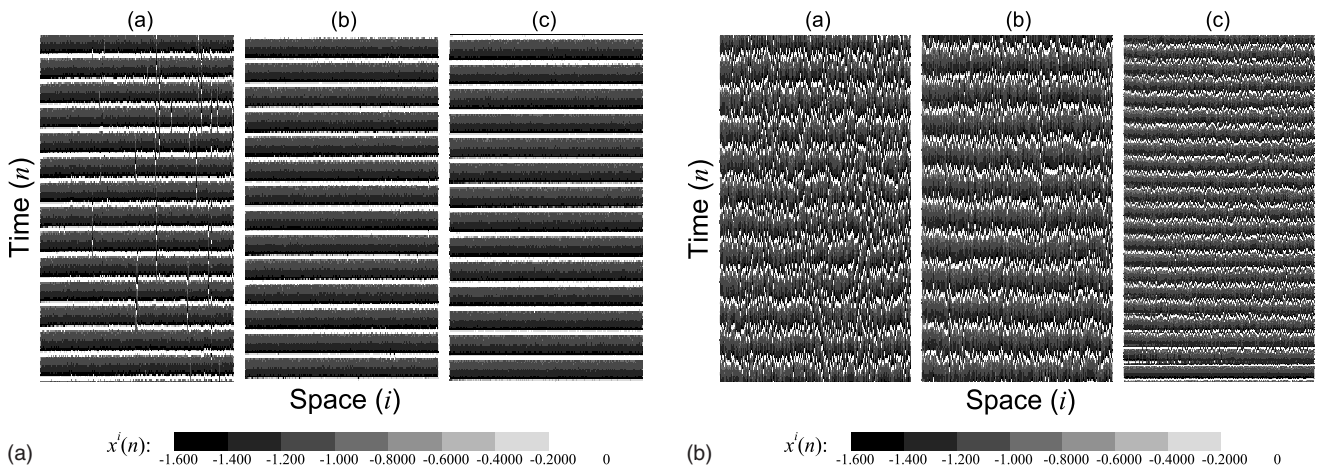 (a) (b) (c)
Time (n)
Space (i)
(a) xⁱ(n): -1.600 -1.400 -1.200 -1.000 -0.8000 -0.6000 -0.4000 -0.2000 0
(a) (b) (c)
Time (n)
Space (i)
(b) xⁱ(n): -1.600 -1.400 -1.200 -1.000 -0.8000 -0.6000 -0.4000 -0.2000 0